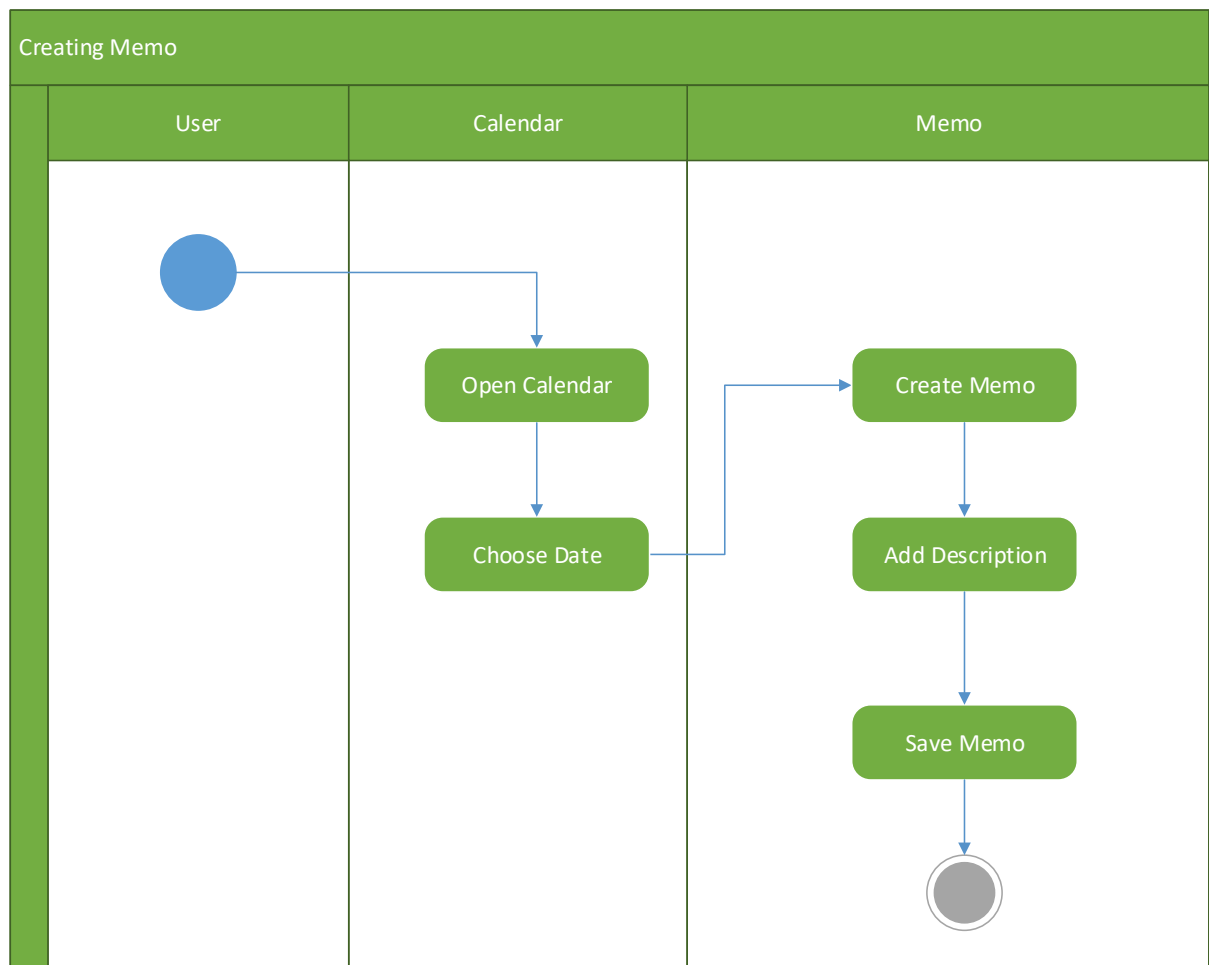 Creating Memo
User
Calendar
Memo
Open Calendar
Create Memo
Choose Date
Add Description
Save Memo